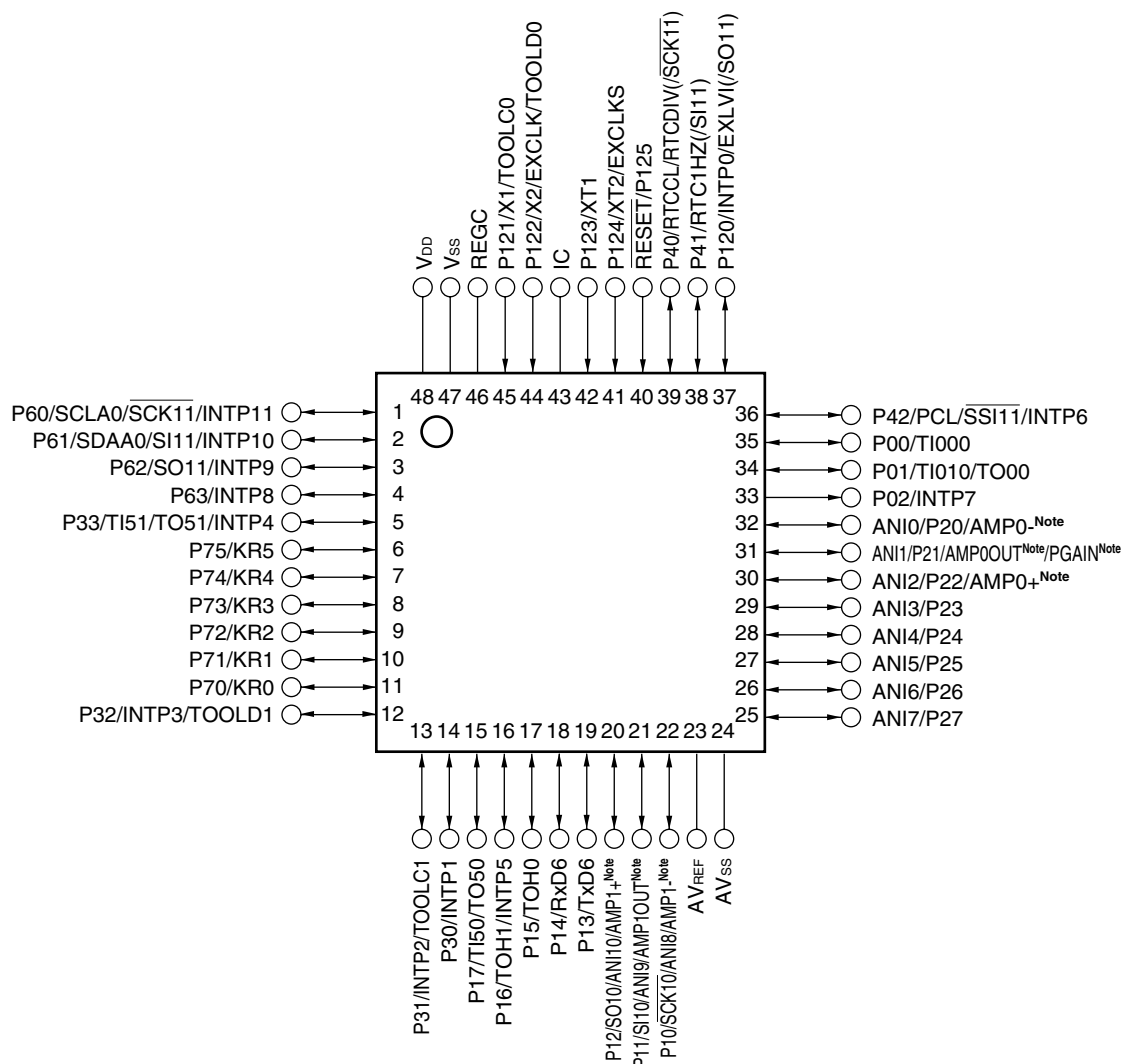 VDD
VSS
REGC
P121/X1/TOOLC0
P122/X2/EXCLK/TOOLD0
IC
P123/XT1
P124/XT2/EXCLKS
RESET/P125
P40/RTCCL/RTCDIV(/SCK11)
P41/RTC1HZ(/SI11)
P120/INTP0/EXLVI(/SO11)
48 47 46 45 44 43 42 41 40 39 38 37
P60/SCLA0/SCK11/INTP11 1
P61/SDAA0/SI11/INTP10 2
P62/SO11/INTP9 3
P63/INTP8 4
P33/TI51/TO51/INTP4 5
P75/KR5 6
P74/KR4 7
P73/KR3 8
P72/KR2 9
P71/KR1 10
P70/KR0 11
P32/INTP3/TOOLD1 12
36 P42/PCL/SSI11/INTP6
35 P00/TI000
34 P01/TI010/TO00
33 P02/INTP7
32 ANI0/P20/AMP0-Note
31 ANI1/P21/AMP0OUTNote/PGAINNote
30 ANI2/P22/AMP0+Note
29 ANI3/P23
28 ANI4/P24
27 ANI5/P25
26 ANI6/P26
25 ANI7/P27
13 14 15 16 17 18 19 20 21 22 23 24
P31/INTP2/TOOLC1
P30/INTP1
P17/TI50/TO50
P16/TOH1/INTP5
P15/TOH0
P14/RxD6
P13/TxD6
P12/SO10/ANI10/AMP1+Note
P11/SI10/ANI9/AMP1OUTNote
P10/SCK10/ANI8/AMP1-Note
AVREF
AVSS